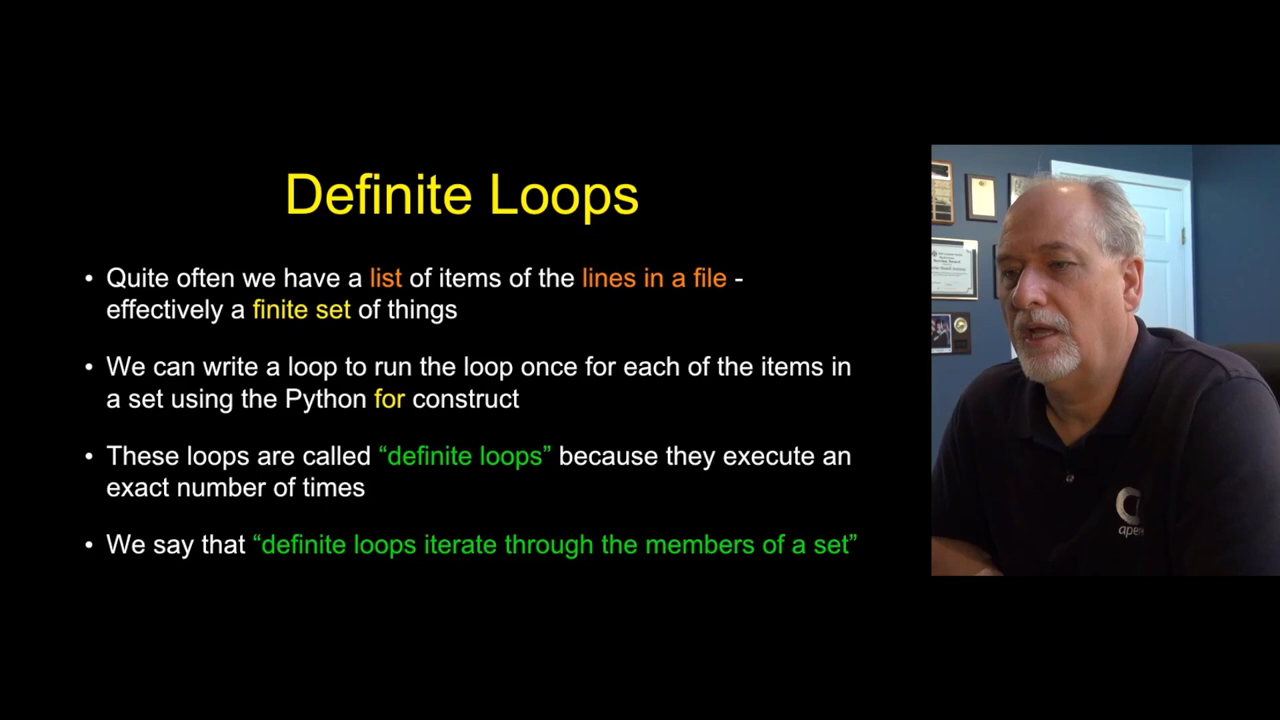 Definite Loops
• Quite often we have a list of items of the lines in a file -
effectively a finite set of things
• We can write a loop to run the loop once for each of the items in
a set using the Python for construct
• These loops are called “definite loops” because they execute an
exact number of times
• We say that “definite loops iterate through the members of a set”